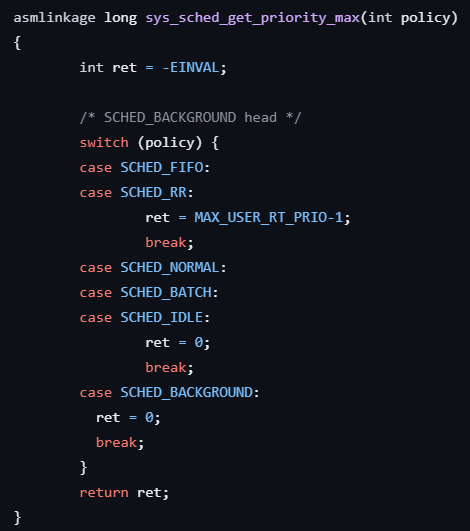 asmlinkage long sys_sched_get_priority_max(int policy)
{
        int ret = -EINVAL;

        /* SCHED_BACKGROUND head */
        switch (policy) {
        case SCHED_FIFO:
        case SCHED_RR:
                ret = MAX_USER_RT_PRIO-1;
                break;
        case SCHED_NORMAL:
        case SCHED_BATCH:
        case SCHED_IDLE:
                ret = 0;
                break;
        case SCHED_BACKGROUND:
          ret = 0;
          break;
        }
        return ret;
}